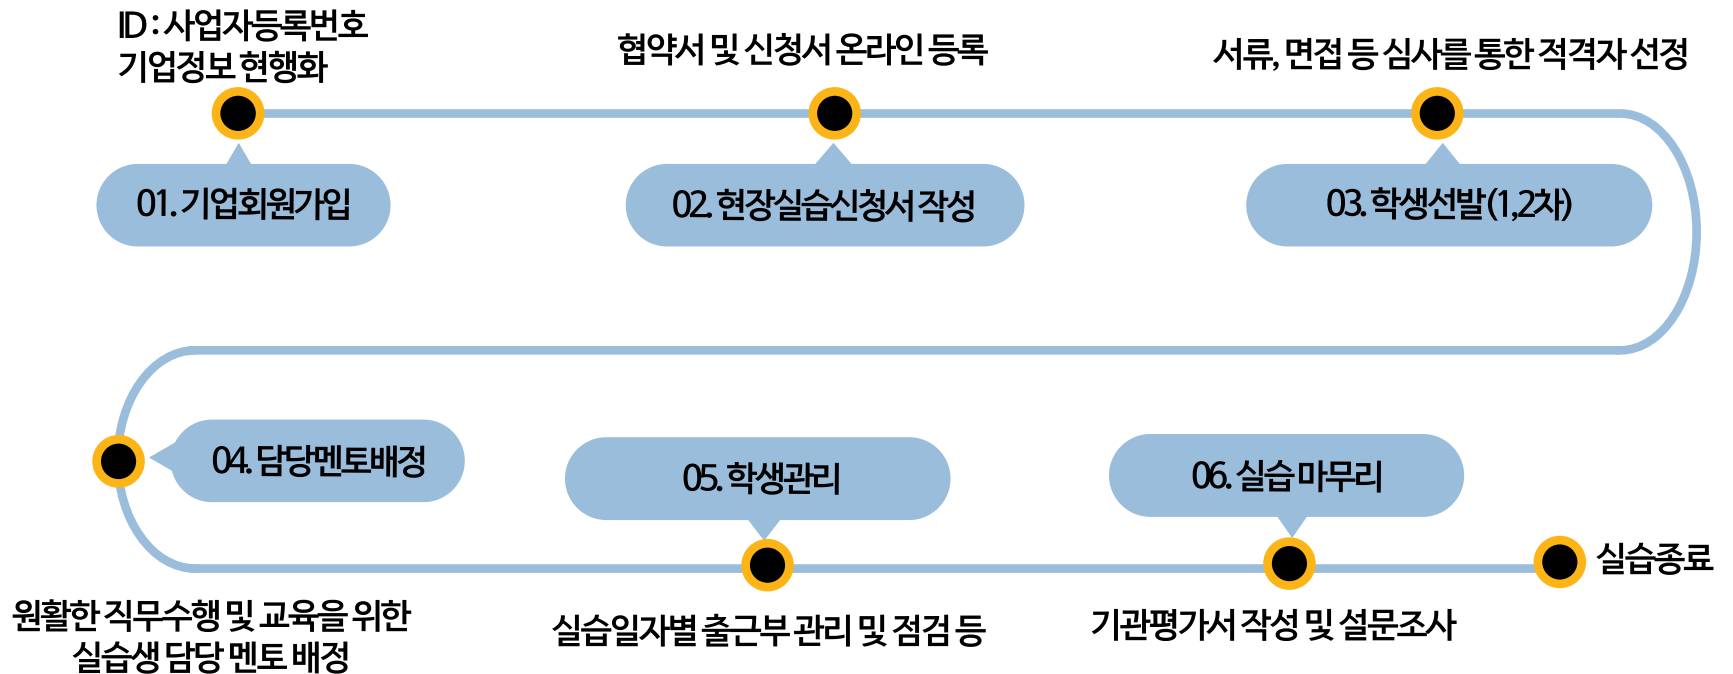 ID : 사업자등록번호
기업정보 현행화
협약서 및 신청서 온라인 등록
서류, 면접 등 심사를 통한 적격자 선정
01. 기업회원가입
02. 현장실습신청서 작성
03. 학생선발(1,2차)
04. 담당멘토배정
05. 학생관리
06. 실습 마무리
실습종료
원활한 직무수행 및 교육을 위한
실습생 담당 멘토 배정
실습일자별 출근부 관리 및 점검 등
기관평가서 작성 및 설문조사